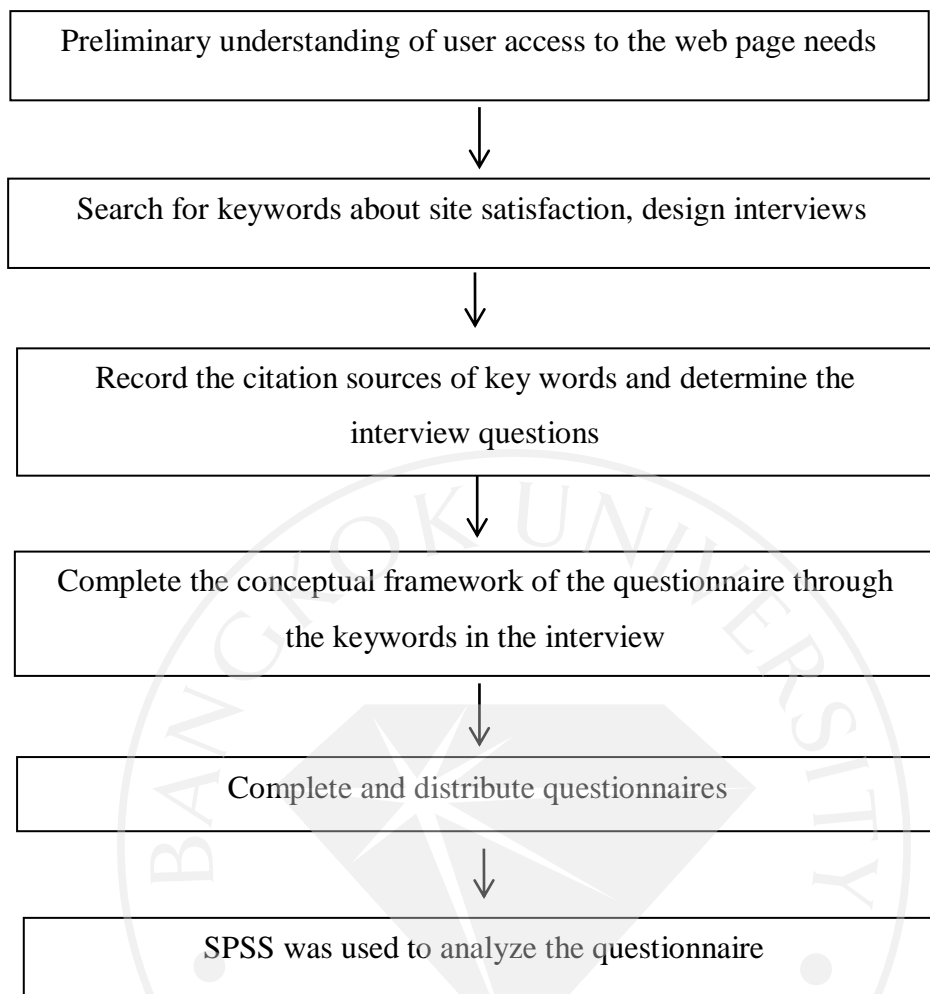 Preliminary understanding of user access to the web page needs
Search for keywords about site satisfaction, design interviews
Record the citation sources of key words and determine the
interview questions
Complete the conceptual framework of the questionnaire through
the keywords in the interview
Complete and distribute questionnaires
SPSS was used to analyze the questionnaire
BANGKOK UNIVERSITY